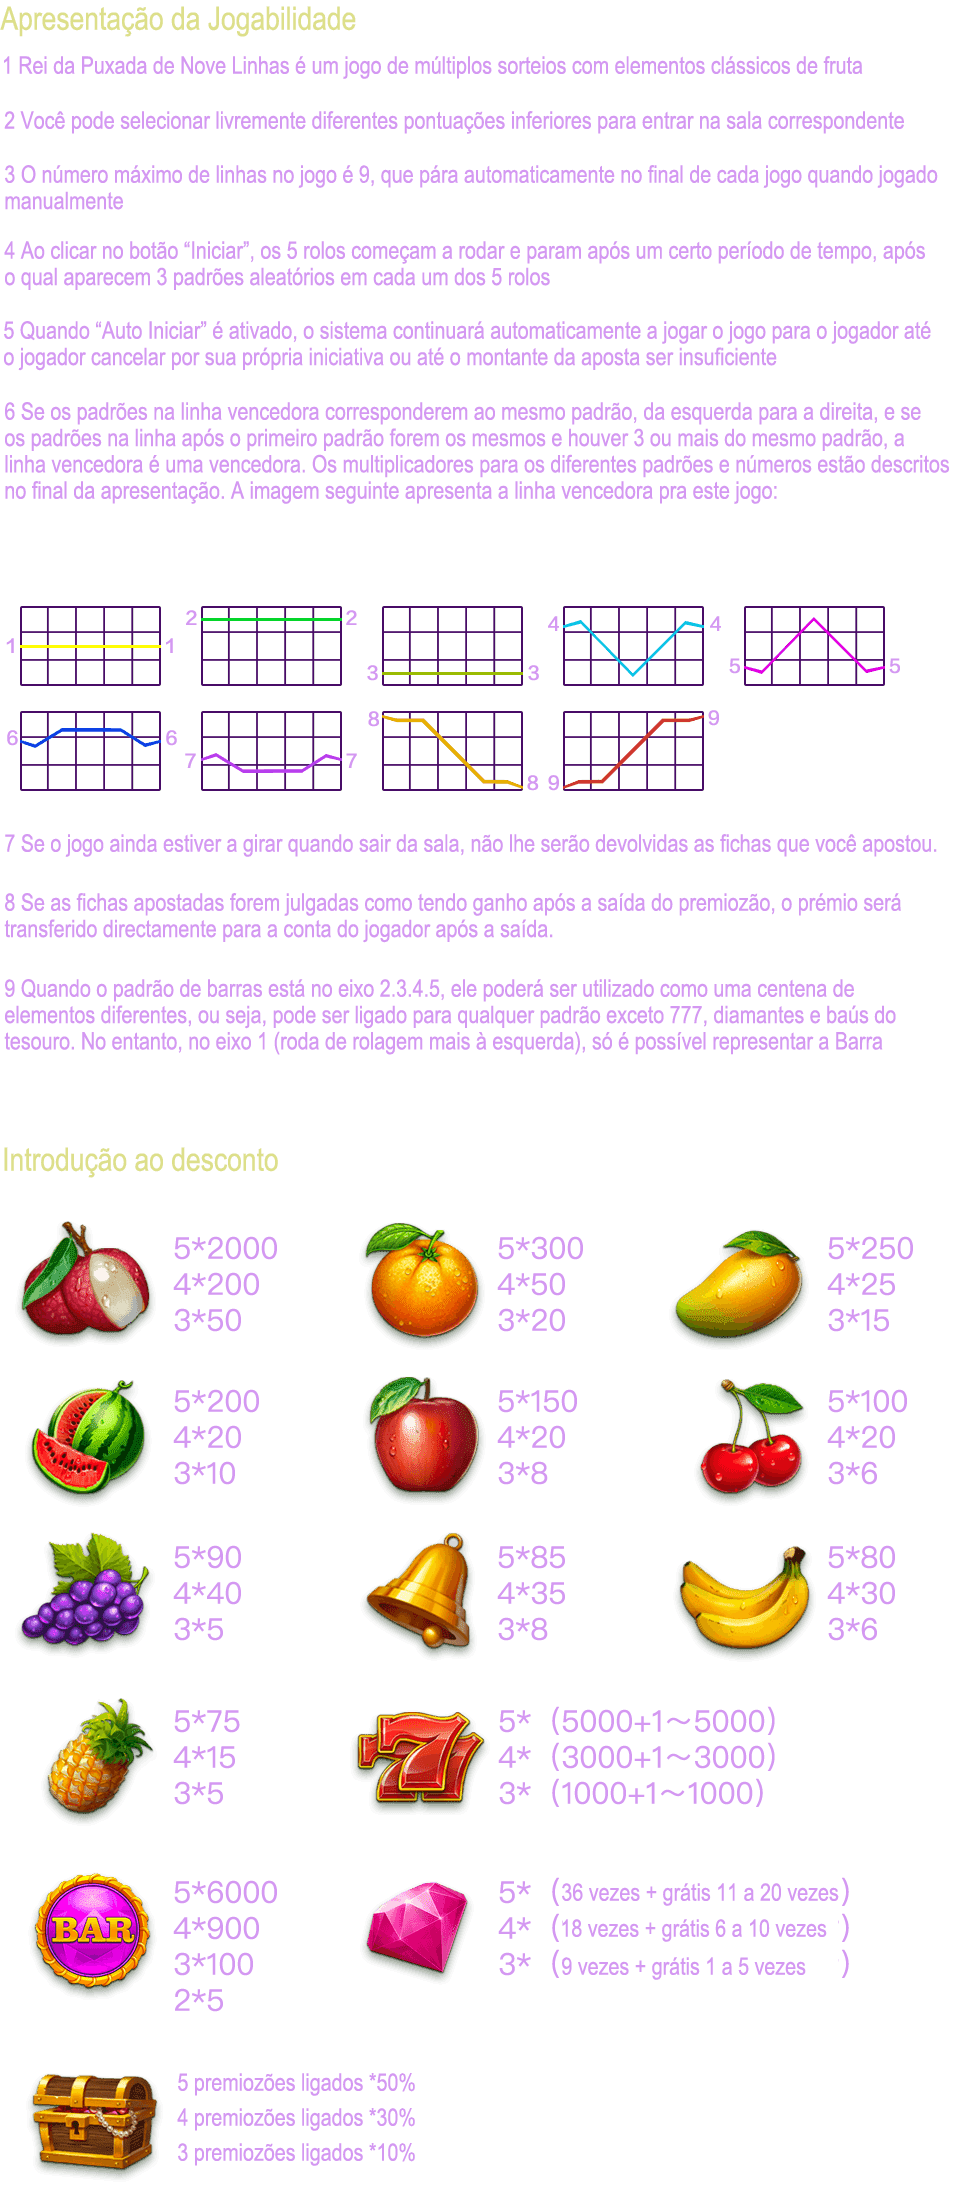 Apresentação da Jogabilidade
1 Rei da Puxada de Nove Linhas é um jogo de múltiplos sorteios com elementos clássicos de fruta
2 Você pode selecionar livremente diferentes pontuações inferiores para entrar na sala correspondente
3 O número máximo de linhas no jogo é 9, que pára automaticamente no final de cada jogo quando jogado
manualmente
4 Ao clicar no botão “Iniciar”, os 5 rolos começam a rodar e param após um certo período de tempo, após
o qual aparecem 3 padrões aleatórios em cada um dos 5 rolos
5 Quando “Auto Iniciar” é ativado, o sistema continuará automaticamente a jogar o jogo para o jogador até
o jogador cancelar por sua própria iniciativa ou até o montante da aposta ser insuficiente
6 Se os padrões na linha vencedora corresponderem ao mesmo padrão, da esquerda para a direita, e se
os padrões na linha após o primeiro padrão forem os mesmos e houver 3 ou mais do mesmo padrão, a
linha vencedora é uma vencedora. Os multiplicadores para os diferentes padrões e números estão descritos
no final da apresentação. A imagem seguinte apresenta a linha vencedora pra este jogo:
1 1
2 2
3 3
4 4
5 5
6 6
7 7
8 8
9 9
7 Se o jogo ainda estiver a girar quando sair da sala, não lhe serão devolvidas as fichas que você apostou.
8 Se as fichas apostadas forem julgadas como tendo ganho após a saída do premiozão, o prémio será
transferido directamente para a conta do jogador após a saída.
9 Quando o padrão de barras está no eixo 2.3.4.5, ele poderá ser utilizado como uma centena de
elementos diferentes, ou seja, pode ser ligado para qualquer padrão exceto 777, diamantes e baús do
tesouro. No entanto, no eixo 1 (roda de rolagem mais à esquerda), só é possível representar a Barra
Introdução ao desconto
5*2000
4*200
3*50
5*300
4*50
3*20
5*250
4*25
3*15
5*200
4*20
3*10
5*150
4*20
3*8
5*100
4*20
3*6
5*90
4*40
3*5
5*85
4*35
3*8
5*80
4*30
3*6
5*75
4*15
3*5
77
5* (5000+1～5000)
4* (3000+1～3000)
3* (1000+1～1000)
BAR
5*6000
4*900
3*100
2*5
5* (36 vezes + grátis 11 a 20 vezes)
4* (18 vezes + grátis 6 a 10 vezes )
3* (9 vezes + grátis 1 a 5 vezes )
5 premiozões ligados *50%
4 premiozões ligados *30%
3 premiozões ligados *10%